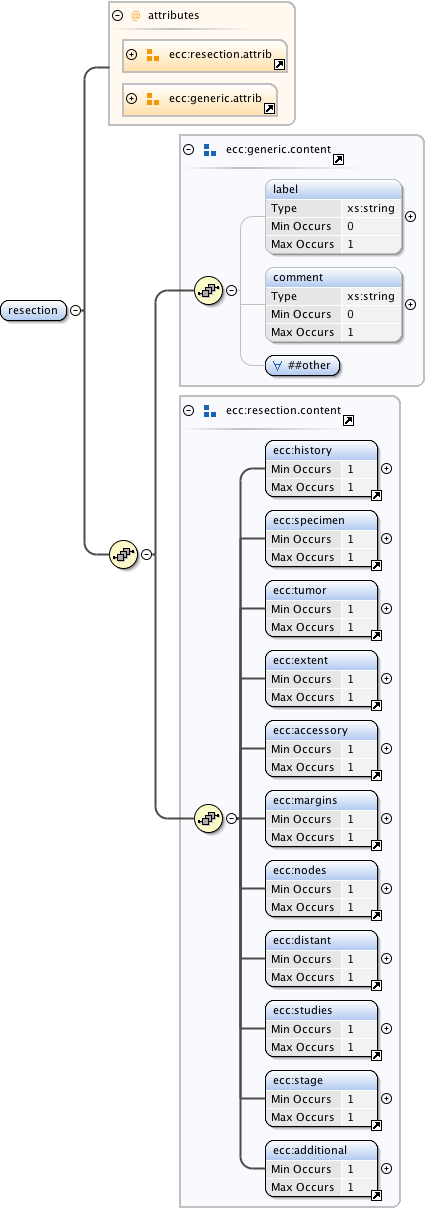 @ attributes
ecc:resection.attrib
ecc:generic.attrib
ecc:generic.content
label
Type xs:string
Min Occurs 0
Max Occurs 1
comment
Type xs:string
Min Occurs 0
Max Occurs 1
∀ ##other
resection
ecc:resection.content
ecc:history
Min Occurs 1
Max Occurs 1
ecc:specimen
Min Occurs 1
Max Occurs 1
ecc:tumor
Min Occurs 1
Max Occurs 1
ecc:extent
Min Occurs 1
Max Occurs 1
ecc:accessory
Min Occurs 1
Max Occurs 1
ecc:margins
Min Occurs 1
Max Occurs 1
ecc:nodes
Min Occurs 1
Max Occurs 1
ecc:distant
Min Occurs 1
Max Occurs 1
ecc:studies
Min Occurs 1
Max Occurs 1
ecc:stage
Min Occurs 1
Max Occurs 1
ecc:additional
Min Occurs 1
Max Occurs 1